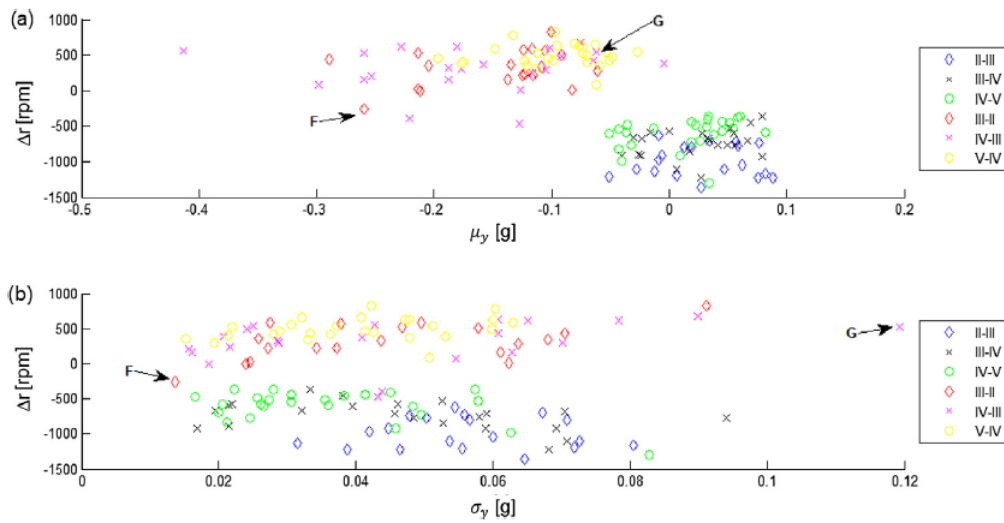 (a)
1000
500
0
-500
-1000
-1500
Δr [rpm]
F
G
-0.5
-0.4
-0.3
-0.2
-0.1
0
0.1
0.2
μy [g]
II-III
III-IV
IV-V
III-II
IV-III
V-IV
(b)
1000
500
0
-500
-1000
-1500
Δr [rpm]
F
G
0
0.02
0.04
0.06
0.08
0.1
0.12
σy [g]
II-III
III-IV
IV-V
III-II
IV-III
V-IV